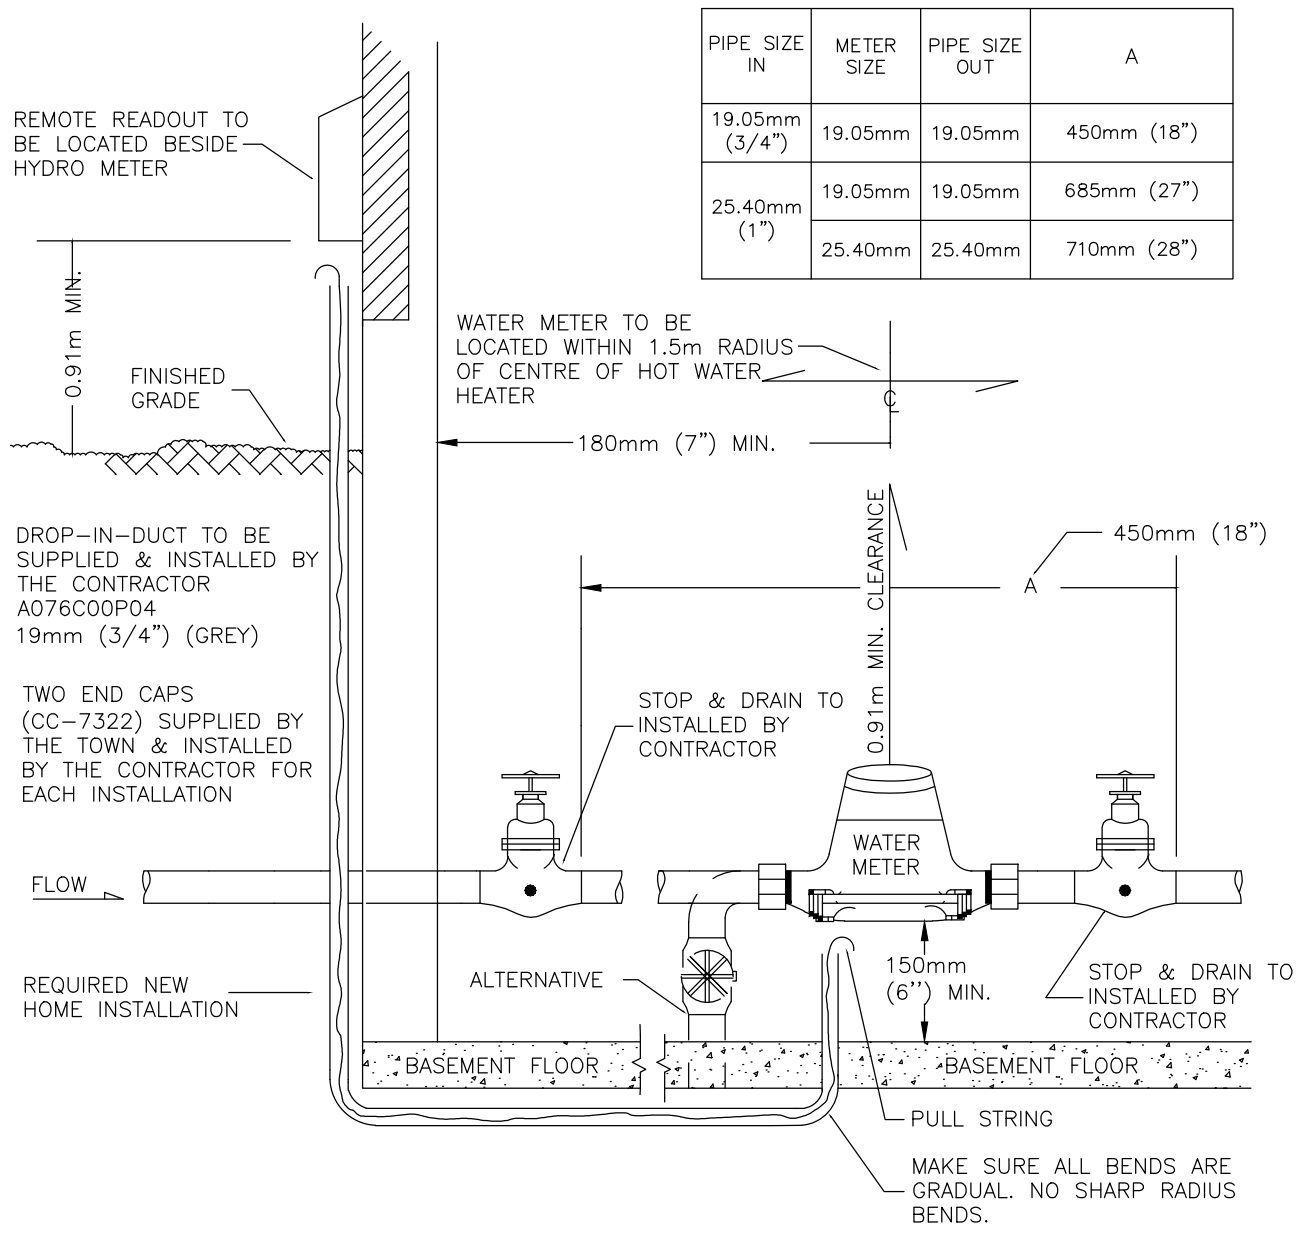 PIPE SIZE IN
METER SIZE
PIPE SIZE OUT
A
19.05mm (3/4”)
19.05mm
19.05mm
450mm (18”)
25.40mm (1”)
19.05mm
19.05mm
685mm (27”)
25.40mm
25.40mm
710mm (28”)
REMOTE READOUT TO
BE LOCATED BESIDE
HYDRO METER
0.91m MIN.
FINISHED
GRADE
WATER METER TO BE
LOCATED WITHIN 1.5m RADIUS
OF CENTRE OF HOT WATER
HEATER
℄
180mm (7”) MIN.
0.91m MIN. CLEARANCE
450mm (18”)
A
DROP-IN-DUCT TO BE
SUPPLIED & INSTALLED BY
THE CONTRACTOR
A076C00P04
19mm (3/4”) (GREY)
TWO END CAPS
(CC-7322) SUPPLIED BY
THE TOWN & INSTALLED
BY THE CONTRACTOR FOR
EACH INSTALLATION
STOP & DRAIN TO
INSTALLED BY
CONTRACTOR
WATER
METER
FLOW
REQUIRED NEW
HOME INSTALLATION
ALTERNATIVE
150mm
(6’’) MIN.
STOP & DRAIN TO
INSTALLED BY
CONTRACTOR
BASEMENT FLOOR
BASEMENT FLOOR
PULL STRING
MAKE SURE ALL BENDS ARE
GRADUAL. NO SHARP RADIUS
BENDS.